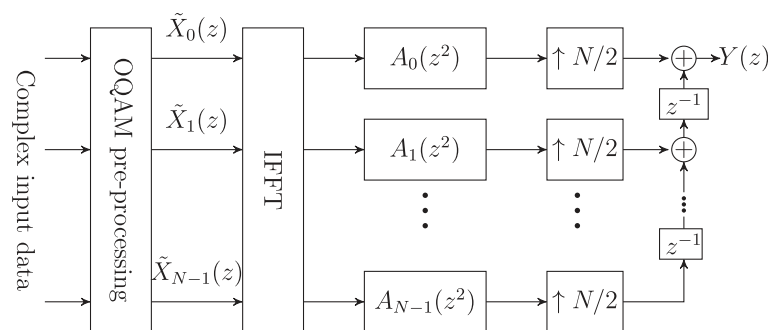 Complex input data
OQAM pre-processing
X̃₀(z)
X̃₁(z)
X̃_{N−1}(z)
IFFT
A₀(z²)
A₁(z²)
A_{N−1}(z²)
↑ N/2
↑ N/2
↑ N/2
+
Y(z)
z⁻¹
+
z⁻¹